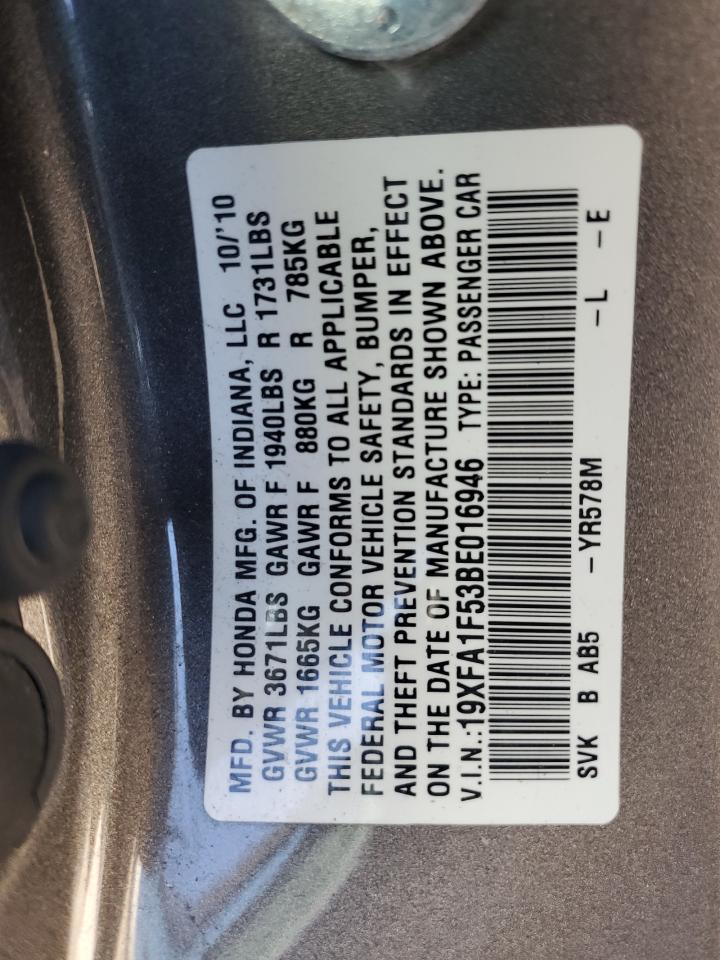 MFD. BY HONDA MFG. OF INDIANA, LLC 10/'10
GVWR 3671LBS GAWR F 1940LBS R 1731LBS
GVWR 1665KG GAWR F 880KG R 785KG
THIS VEHICLE CONFORMS TO ALL APPLICABLE
FEDERAL MOTOR VEHICLE SAFETY, BUMPER,
AND THEFT PREVENTION STANDARDS IN EFFECT
ON THE DATE OF MANUFACTURE SHOWN ABOVE.
V.I.N.:19XFA1F53BE016946 TYPE: PASSENGER CAR
SVK B AB5 -YR578M -L -E